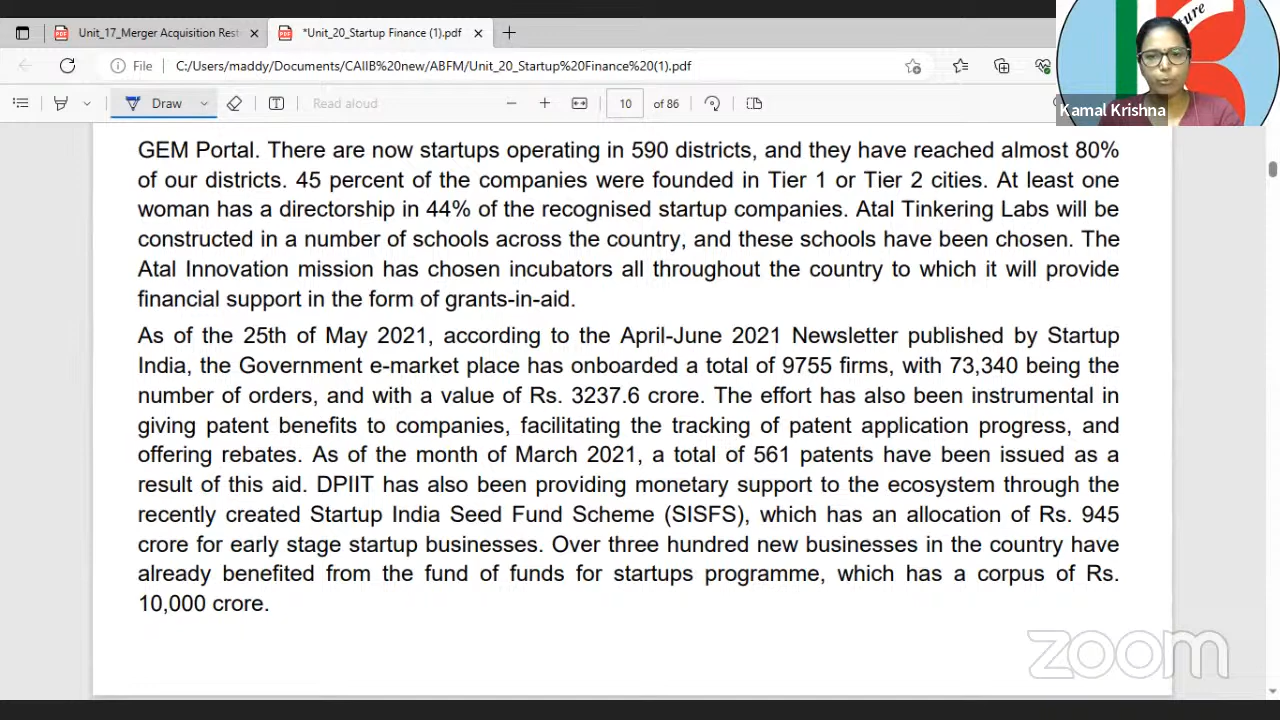 Unit_17_Merger Acquisition Rest
*Unit_20_Startup Finance (1).pdf
ture
File
C:/Users/maddy/Documents/CAIIB%20new/ABFM/Unit_20_Startup%20Finance%20(1).pdf
Draw
Read aloud
10 of 86
Kamal Krishna
GEM Portal. There are now startups operating in 590 districts, and they have reached almost 80%
of our districts. 45 percent of the companies were founded in Tier 1 or Tier 2 cities. At least one
woman has a directorship in 44% of the recognised startup companies. Atal Tinkering Labs will be
constructed in a number of schools across the country, and these schools have been chosen. The
Atal Innovation mission has chosen incubators all throughout the country to which it will provide
financial support in the form of grants-in-aid.
As of the 25th of May 2021, according to the April-June 2021 Newsletter published by Startup
India, the Government e-market place has onboarded a total of 9755 firms, with 73,340 being the
number of orders, and with a value of Rs. 3237.6 crore. The effort has also been instrumental in
giving patent benefits to companies, facilitating the tracking of patent application progress, and
offering rebates. As of the month of March 2021, a total of 561 patents have been issued as a
result of this aid. DPIIT has also been providing monetary support to the ecosystem through the
recently created Startup India Seed Fund Scheme (SISFS), which has an allocation of Rs. 945
crore for early stage startup businesses. Over three hundred new businesses in the country have
already benefited from the fund of funds for startups programme, which has a corpus of Rs.
10,000 crore.
zoom